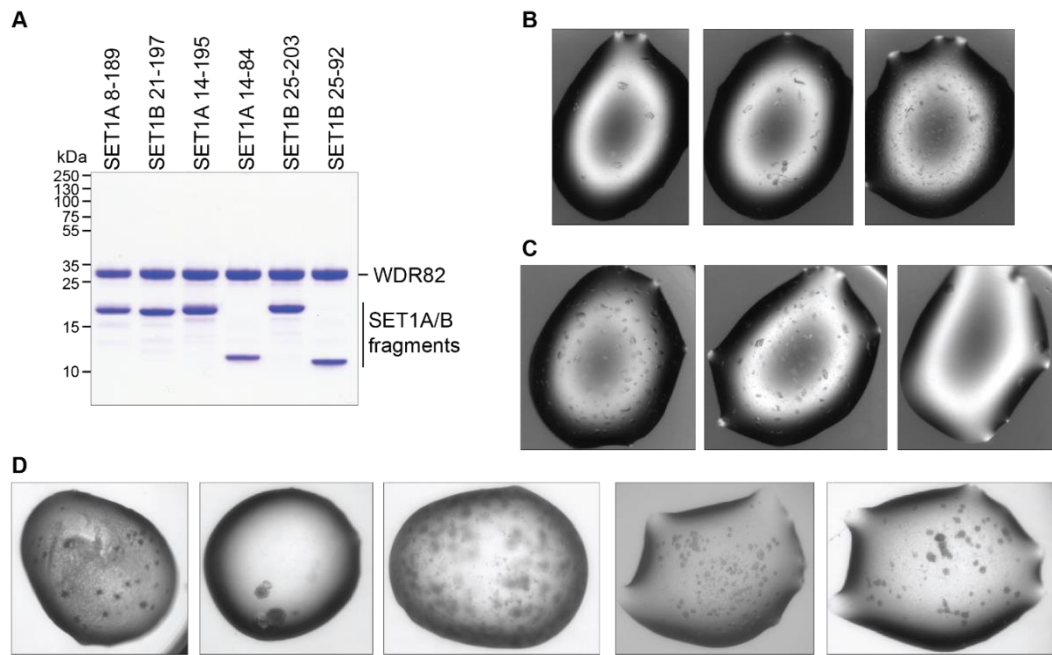 A
SET1A 8-189
SET1B 21-197
SET1A 14-195
SET1A 14-84
SET1B 25-203
SET1B 25-92
kDa
250
130
100
75
55
35
25
15
10
WDR82
SET1A/B
fragments
B
C
D